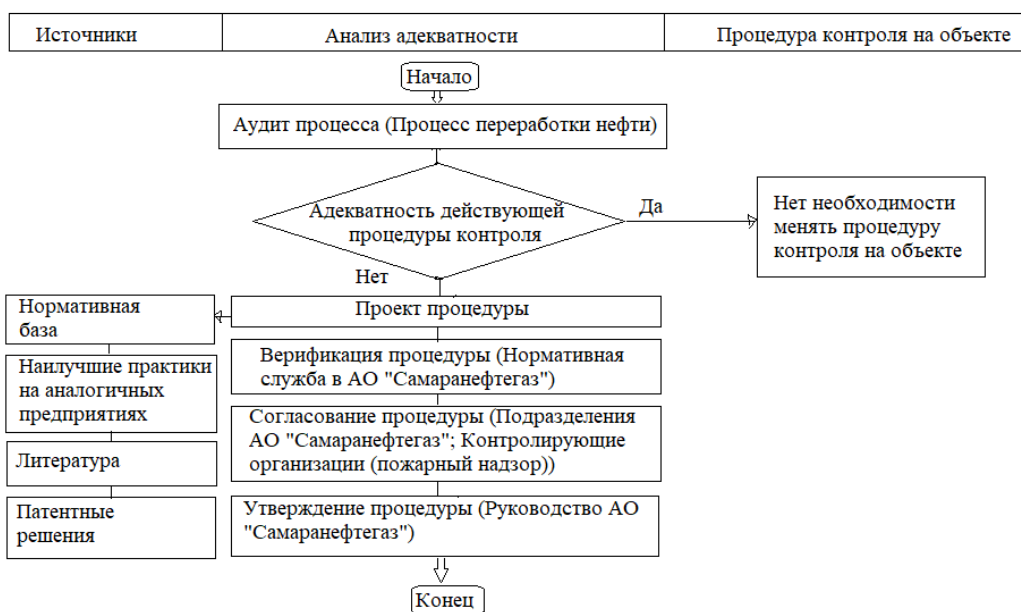 Источники
Анализ адекватности
Процедура контроля на объекте
Начало
Аудит процесса (Процесс переработки нефти)
Адекватность действующей
процедуры контроля
Да
Нет необходимости
менять процедуру
контроля на объекте
Нет
Проект процедуры
Нормативная
база
Наилучшие практики
на аналогичных
предприятиях
Литература
Патентные
решения
Верификация процедуры (Нормативная
служба в АО "Самаранефтегаз")
Согласование процедуры (Подразделения
АО "Самаранефтегаз"; Контролирующие
организации (пожарный надзор))
Утверждение процедуры (Руководство АО
"Самаранефтегаз")
Конец